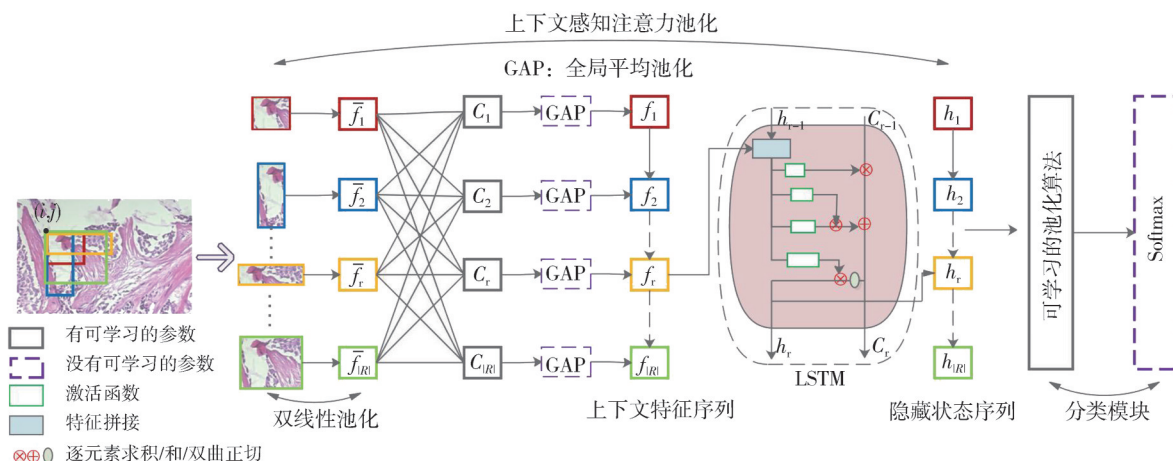 上下文感知注意力池化
GAP：全局平均池化
f̅₁ C₁ GAP f₁ hᵣ₋₁ Cᵣ₋₁ h₁
f̅₂ C₂ GAP f₂ h₂
(i,j)
f̅ᵣ Cᵣ GAP fᵣ hᵣ
f̅|R| C|R| GAP f|R| hᵣ Cᵣ h|R|
可学习的池化算法
Softmax
LSTM
双线性池化
上下文特征序列
隐藏状态序列
分类模块
有可学习的参数
没有可学习的参数
激活函数
特征拼接
逐元素求积/和/双曲正切